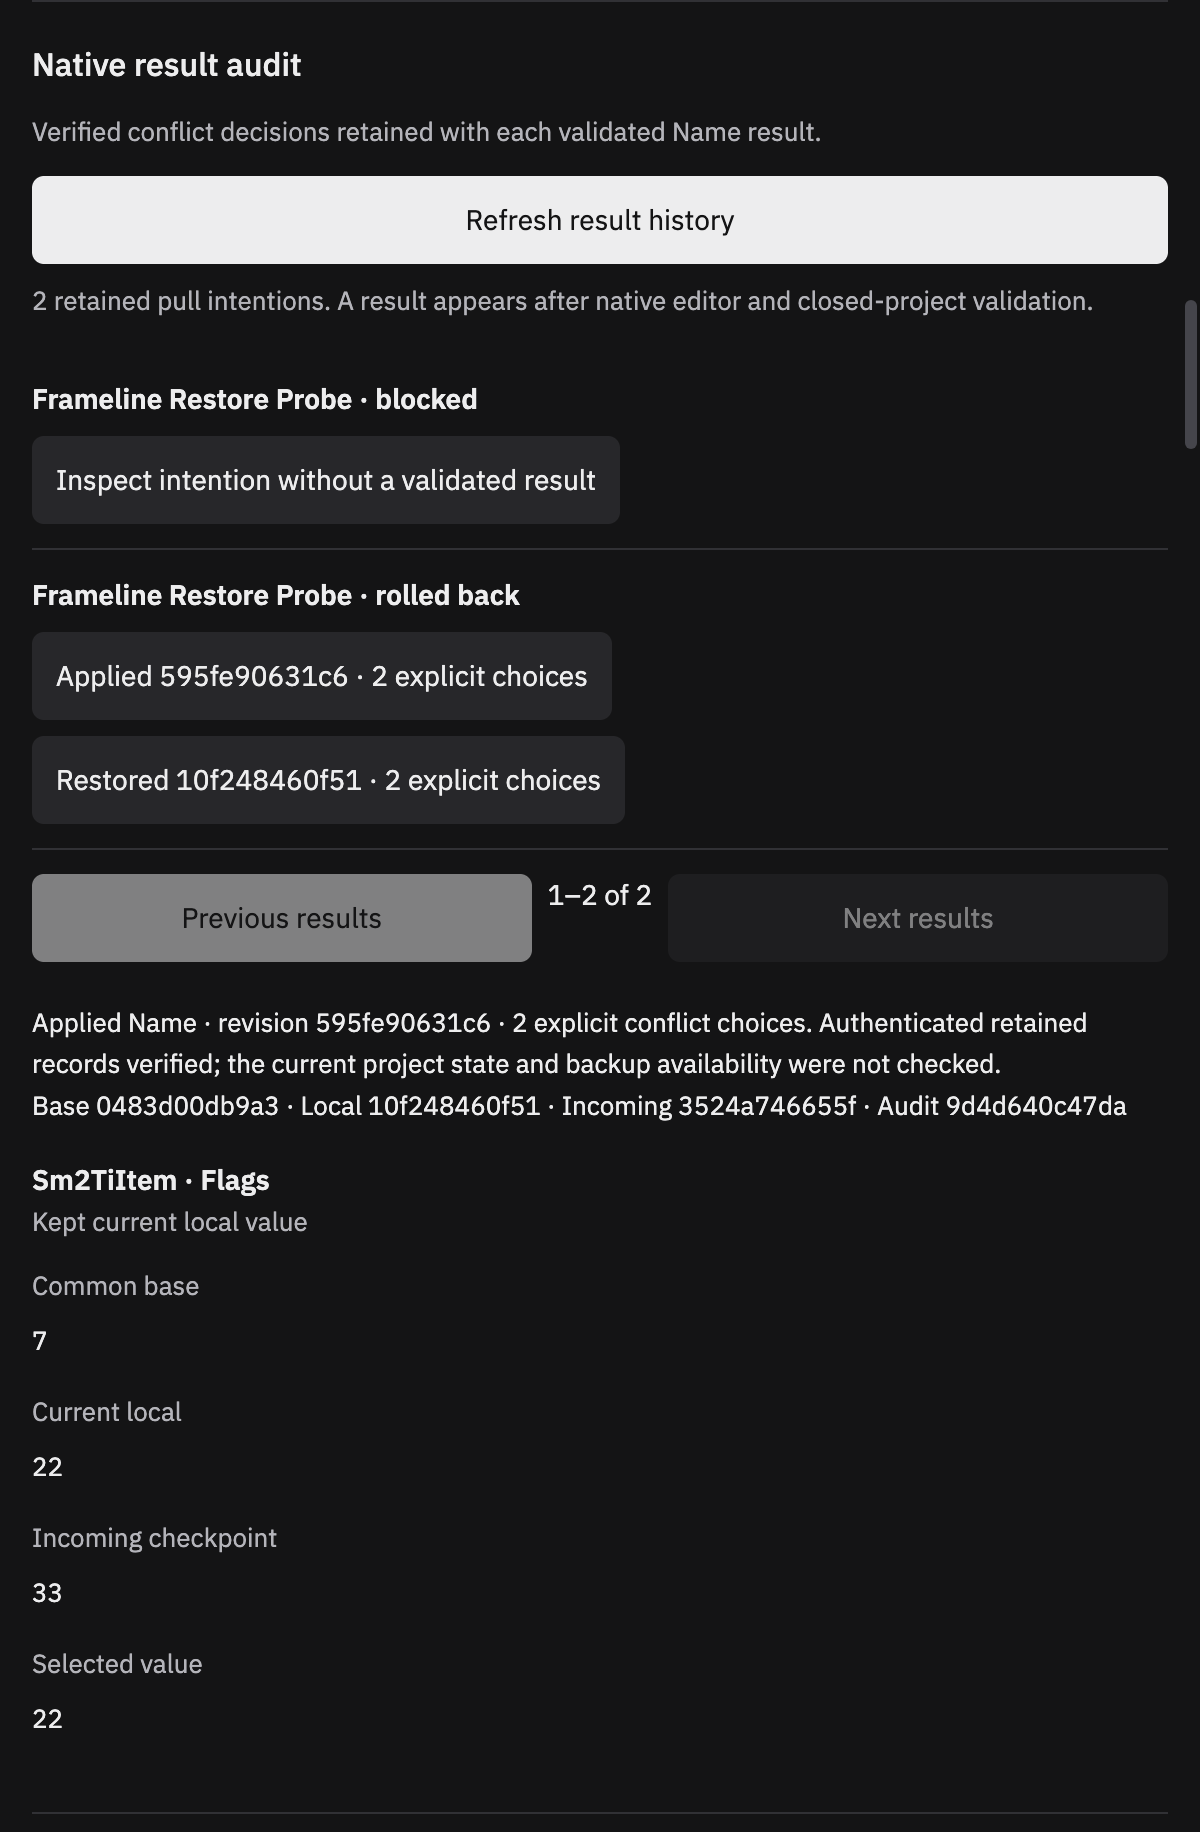 Native result audit
Verified conflict decisions retained with each validated Name result.
Refresh result history
2 retained pull intentions. A result appears after native editor and closed-project validation.
Frameline Restore Probe · blocked
Inspect intention without a validated result
Frameline Restore Probe · rolled back
Applied 595fe90631c6 · 2 explicit choices
Restored 10f248460f51 · 2 explicit choices
Previous results
1–2 of 2
Next results
Applied Name · revision 595fe90631c6 · 2 explicit conflict choices. Authenticated retained
records verified; the current project state and backup availability were not checked.
Base 0483d00db9a3 · Local 10f248460f51 · Incoming 3524a746655f · Audit 9d4d640c47da
Sm2TiItem · Flags
Kept current local value
Common base
7
Current local
22
Incoming checkpoint
33
Selected value
22